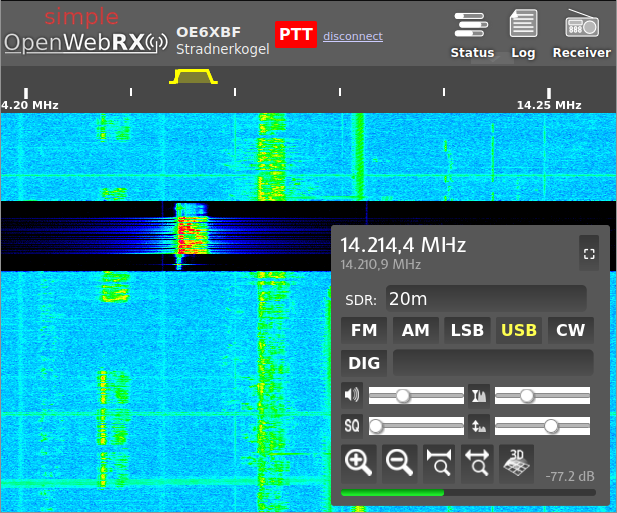 simple
OpenWebRX
OE6XBF
Stradnerkogel
PTT
disconnect
Status
Log
Receiver
4.20 MHz
14.25 MHz
14.214,4 MHz
14.210,9 MHz
SDR:
20m
FM
AM
LSB
USB
CW
DIG
SQ
3D
-77.2 dB